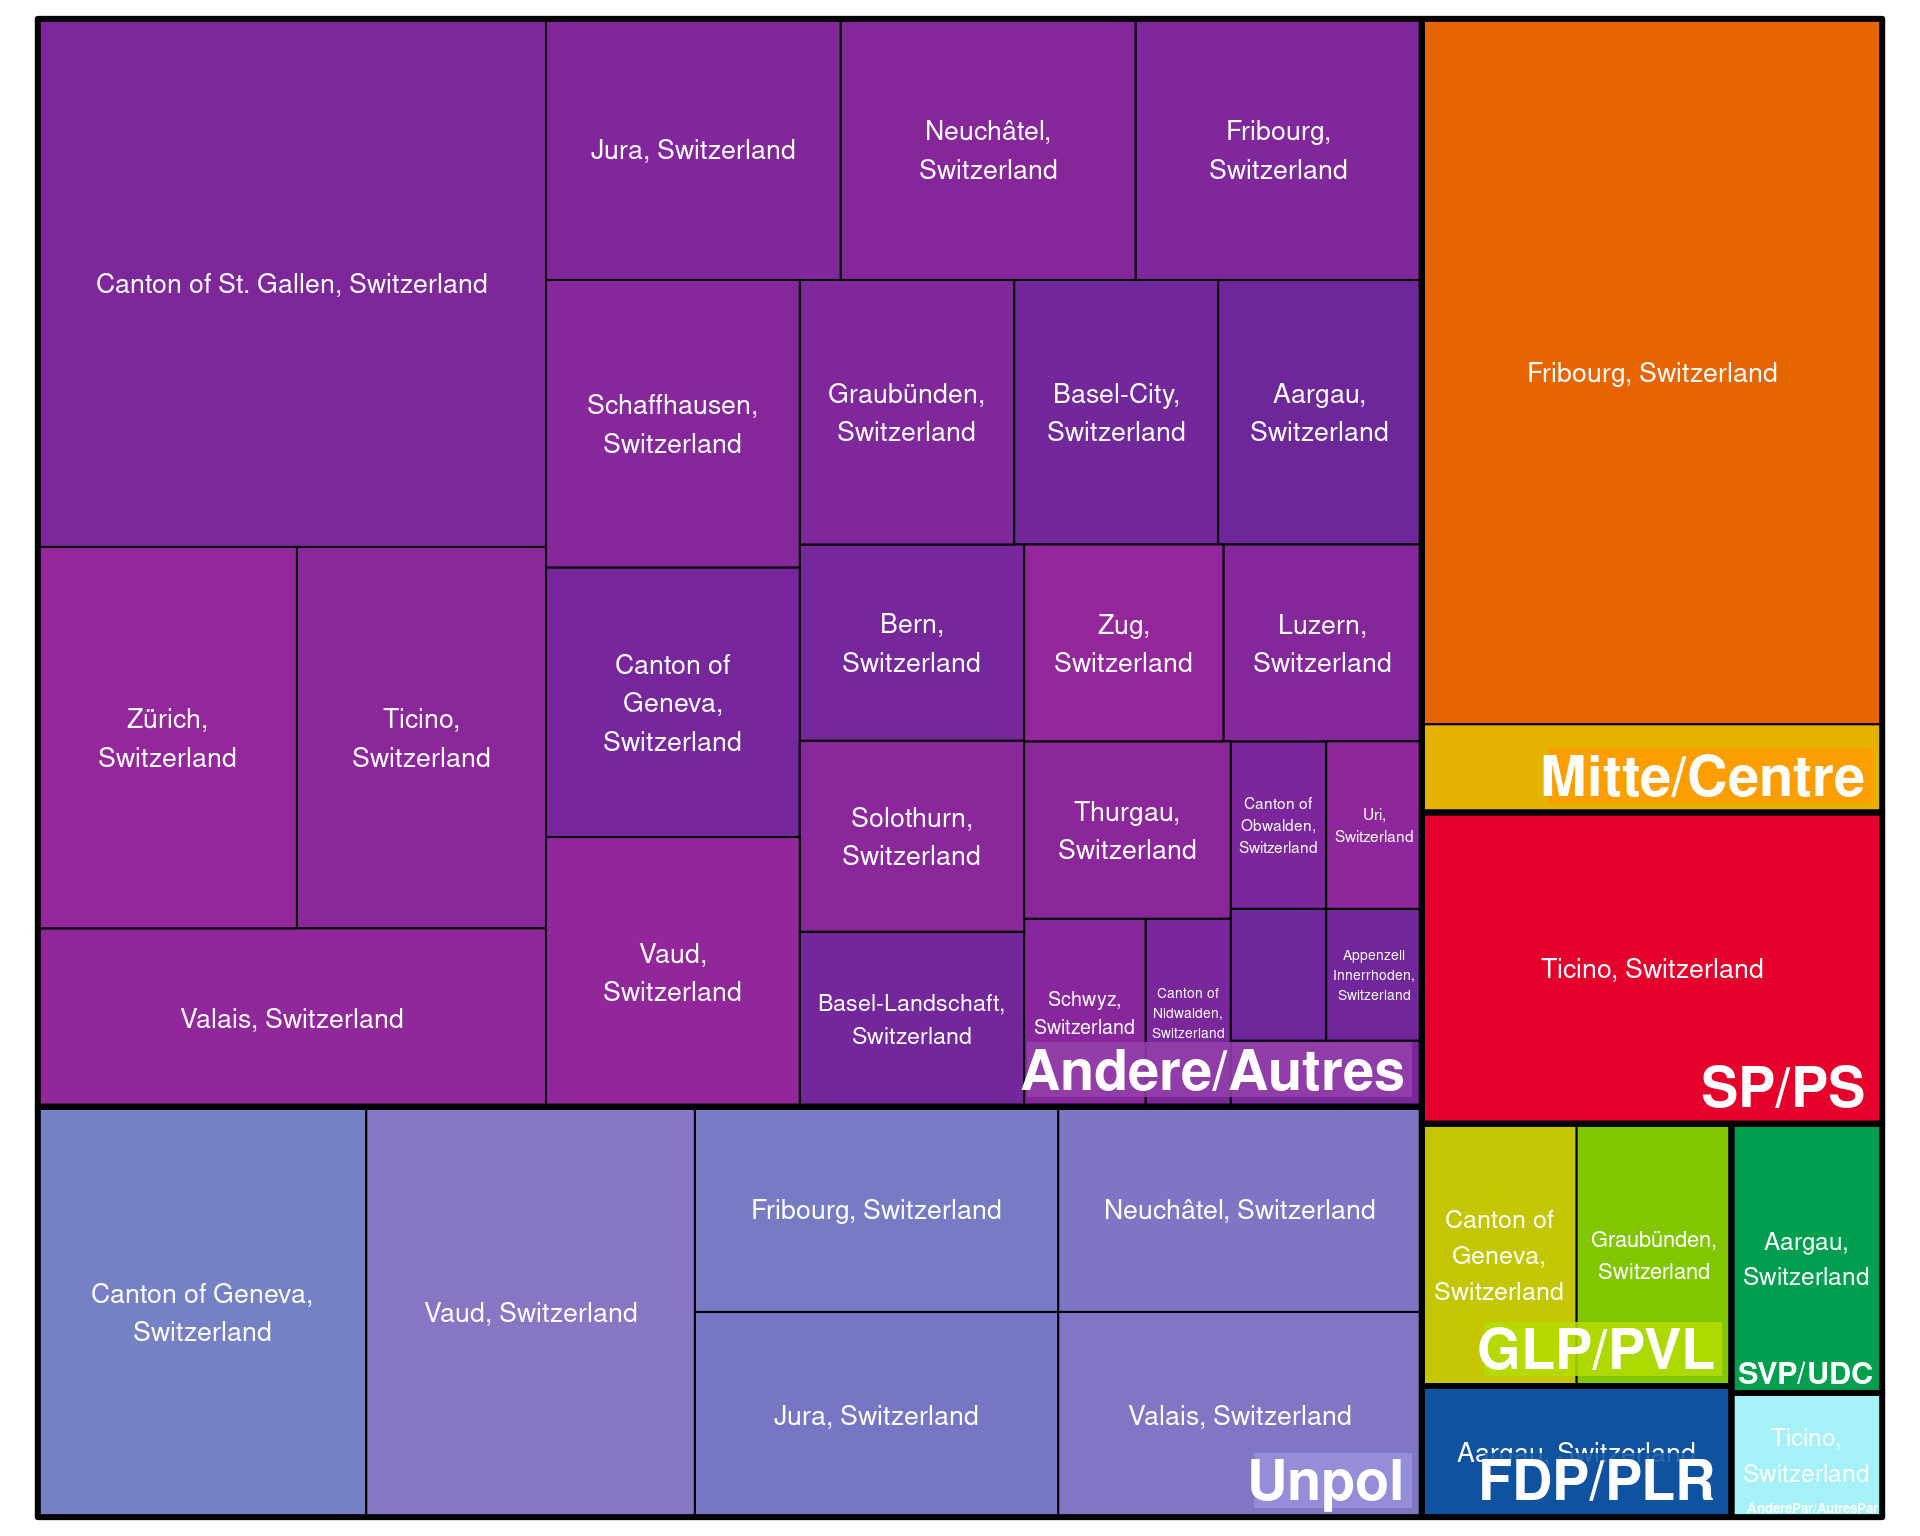 Canton of St. Gallen, Switzerland
Jura, Switzerland
Neuchâtel,
Switzerland
Fribourg,
Switzerland
Schaffhausen,
Switzerland
Graubünden,
Switzerland
Basel-City,
Switzerland
Aargau,
Switzerland
Zürich,
Switzerland
Ticino,
Switzerland
Canton of
Geneva,
Switzerland
Bern,
Switzerland
Zug,
Switzerland
Luzern,
Switzerland
Solothurn,
Switzerland
Thurgau,
Switzerland
Canton of
Obwalden,
Switzerland
Uri,
Switzerland
Valais, Switzerland
Vaud,
Switzerland
Basel-Landschaft,
Switzerland
Schwyz,
Switzerland
Canton of
Nidwalden,
Switzerland
Appenzell
Innerrhoden,
Switzerland
Andere/Autres
Canton of Geneva,
Switzerland
Vaud, Switzerland
Fribourg, Switzerland
Neuchâtel, Switzerland
Jura, Switzerland
Valais, Switzerland
Unpol
Fribourg, Switzerland
Mitte/Centre
Ticino, Switzerland
SP/PS
Canton of
Geneva,
Switzerland
Graubünden,
Switzerland
GLP/PVL
Aargau,
Switzerland
SVP/UDC
Aargau, Switzerland
FDP/PLR
Ticino,
Switzerland
AnderePar/AutresPar